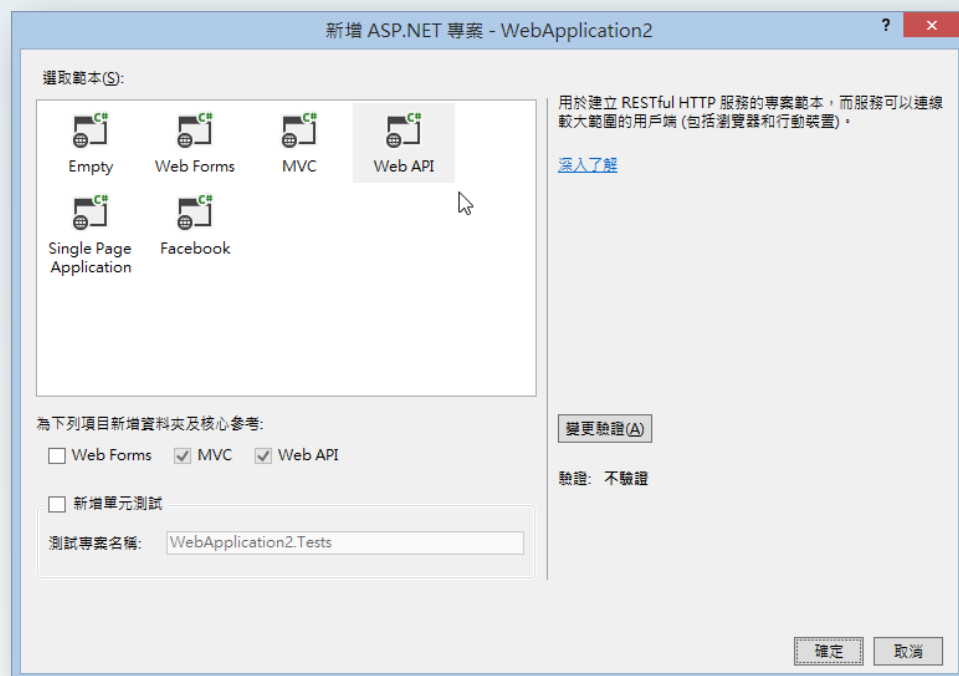 新增 ASP.NET 專案 - WebApplication2
?
選取範本(S):
C# C# C# C#
Empty Web Forms MVC Web API
C# C#
Single Page Facebook
Application
用於建立 RESTful HTTP 服務的專案範本，而服務可以連線
較大範圍的用戶端 (包括瀏覽器和行動裝置)。
深入了解
為下列項目新增資料夾及核心參考:
Web Forms MVC Web API
新增單元測試
測試專案名稱: WebApplication2.Tests
變更驗證(A)
驗證: 不驗證
確定 取消